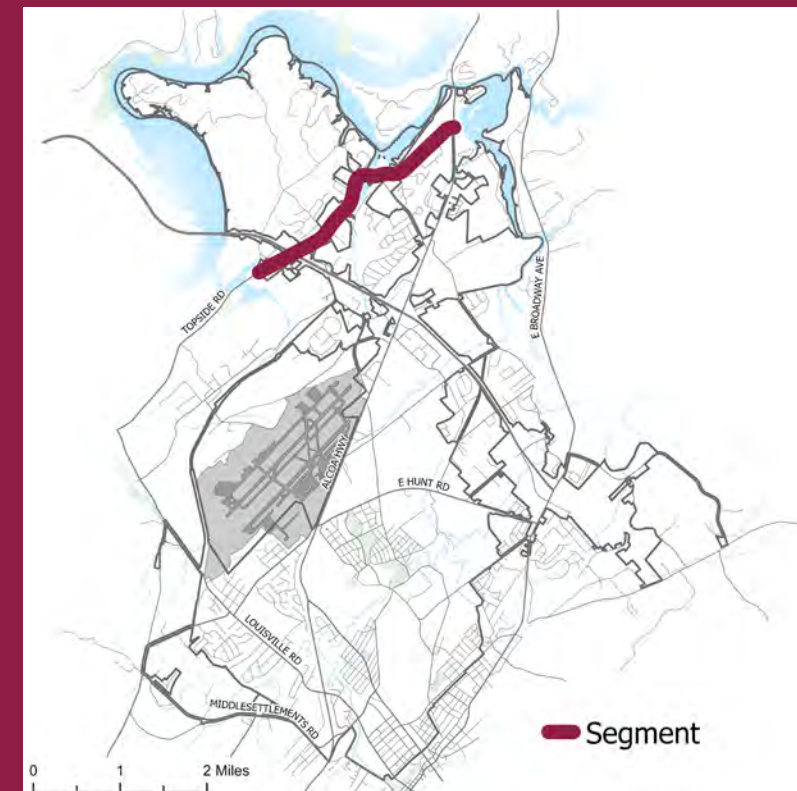 TOPSIDE RD
E BROADWAY AVE
ALCOA HWY
E HUNT RD
LOUISVILLE RD
MIDDLESETTLEMENTS RD
Segment
0 1 2 Miles